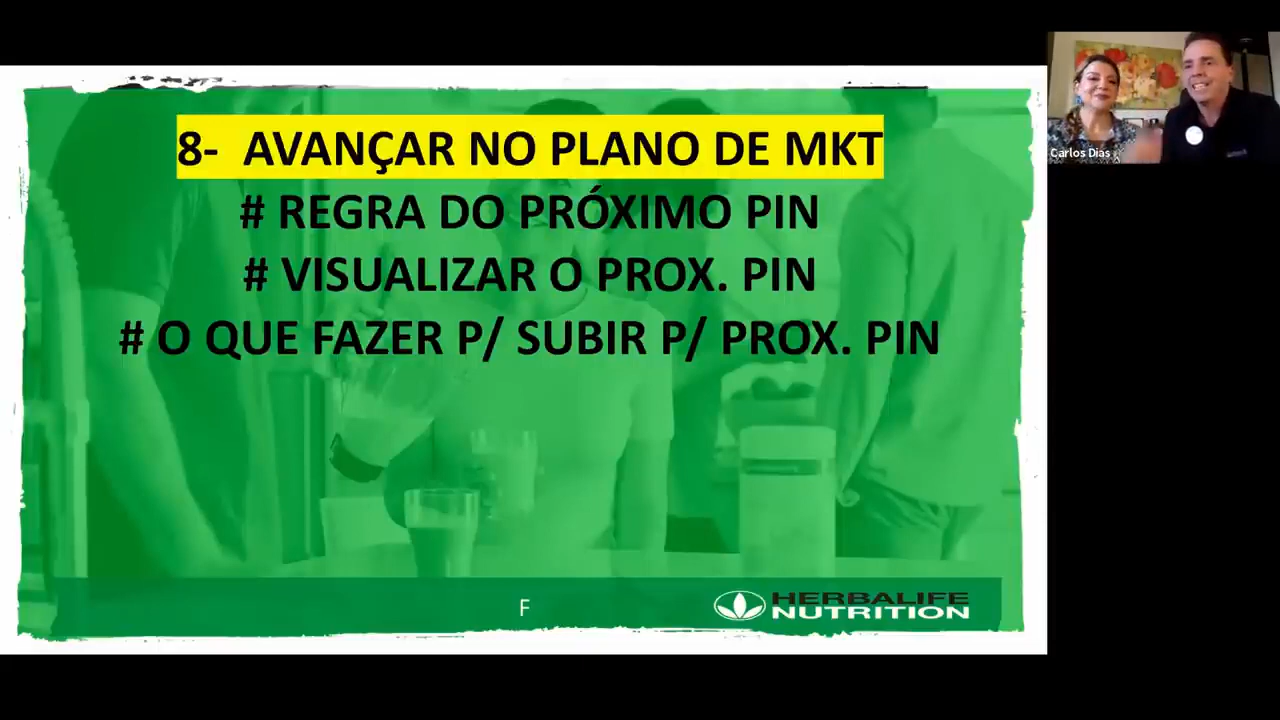 8- AVANÇAR NO PLANO DE MKT
# REGRA DO PRÓXIMO PIN
# VISUALIZAR O PROX. PIN
# O QUE FAZER P/ SUBIR P/ PROX. PIN
F
HERBALIFE
NUTRITION
Carlos Dias